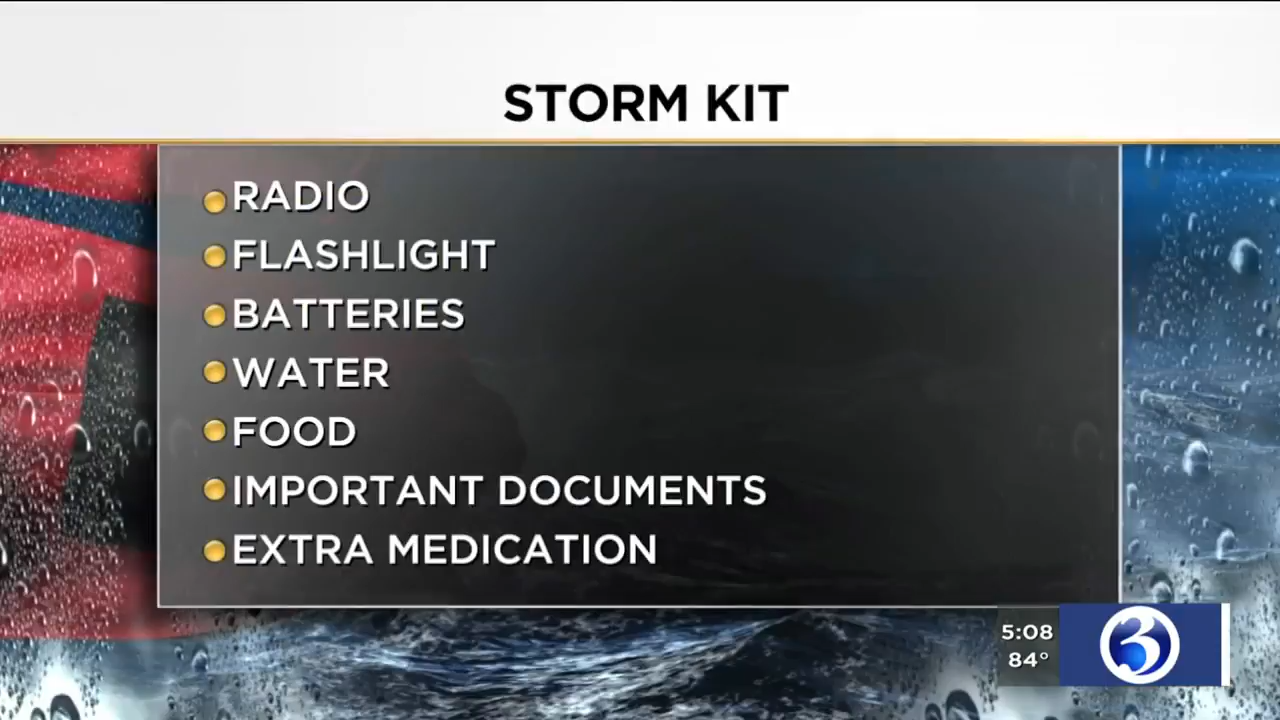 STORM KIT
RADIO
FLASHLIGHT
BATTERIES
WATER
FOOD
IMPORTANT DOCUMENTS
EXTRA MEDICATION
5:08
84°
3